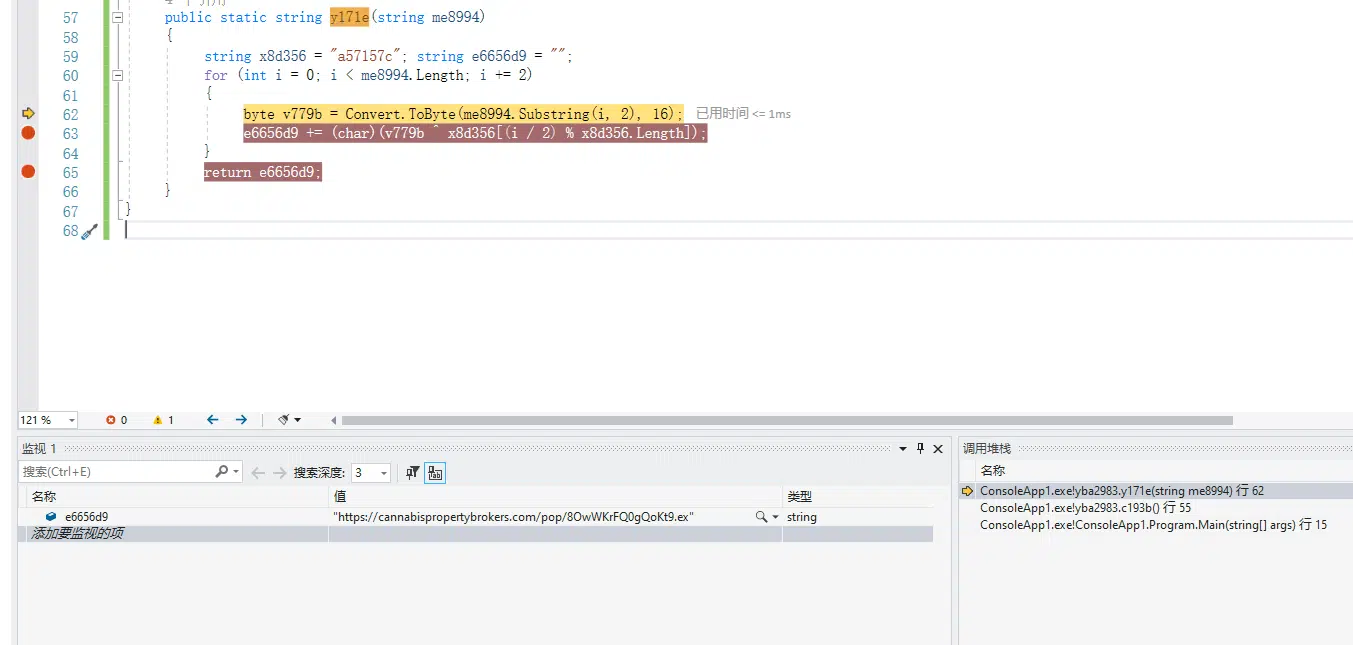 57 public static string y171e(string me8994)
58 {
59 string x8d356 = "a57157c"; string e6656d9 = "";
60 for (int i = 0; i < me8994.Length; i += 2)
61 {
62 byte v779b = Convert.ToByte(me8994.Substring(i, 2), 16); 已用时间 <= 1ms
63 e6656d9 += (char)(v779b ^ x8d356[(i / 2) % x8d356.Length]);
64 }
65 return e6656d9;
66 }
67 }
68
121 % 0 1
监视 1
搜索(Ctrl+E) 搜索深度: 3
名称 值 类型
e6656d9 "https://cannabispropertybrokers.com/pop/8OwWKrFQ0gQoKt9.ex" string
添加要监视的项
调用堆栈
名称
ConsoleApp1.exe!yba2983.y171e(string me8994) 行 62
ConsoleApp1.exe!yba2983.c193b() 行 55
ConsoleApp1.exe!ConsoleApp1.Program.Main(string[] args) 行 15